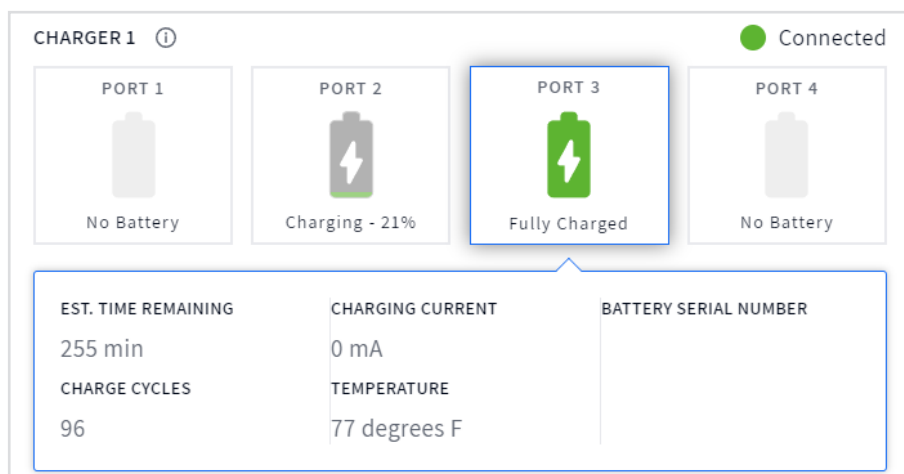 CHARGER 1
Connected
PORT 1
PORT 2
PORT 3
PORT 4
No Battery
Charging - 21%
Fully Charged
No Battery
EST. TIME REMAINING
CHARGING CURRENT
BATTERY SERIAL NUMBER
255 min
0 mA
CHARGE CYCLES
TEMPERATURE
96
77 degrees F